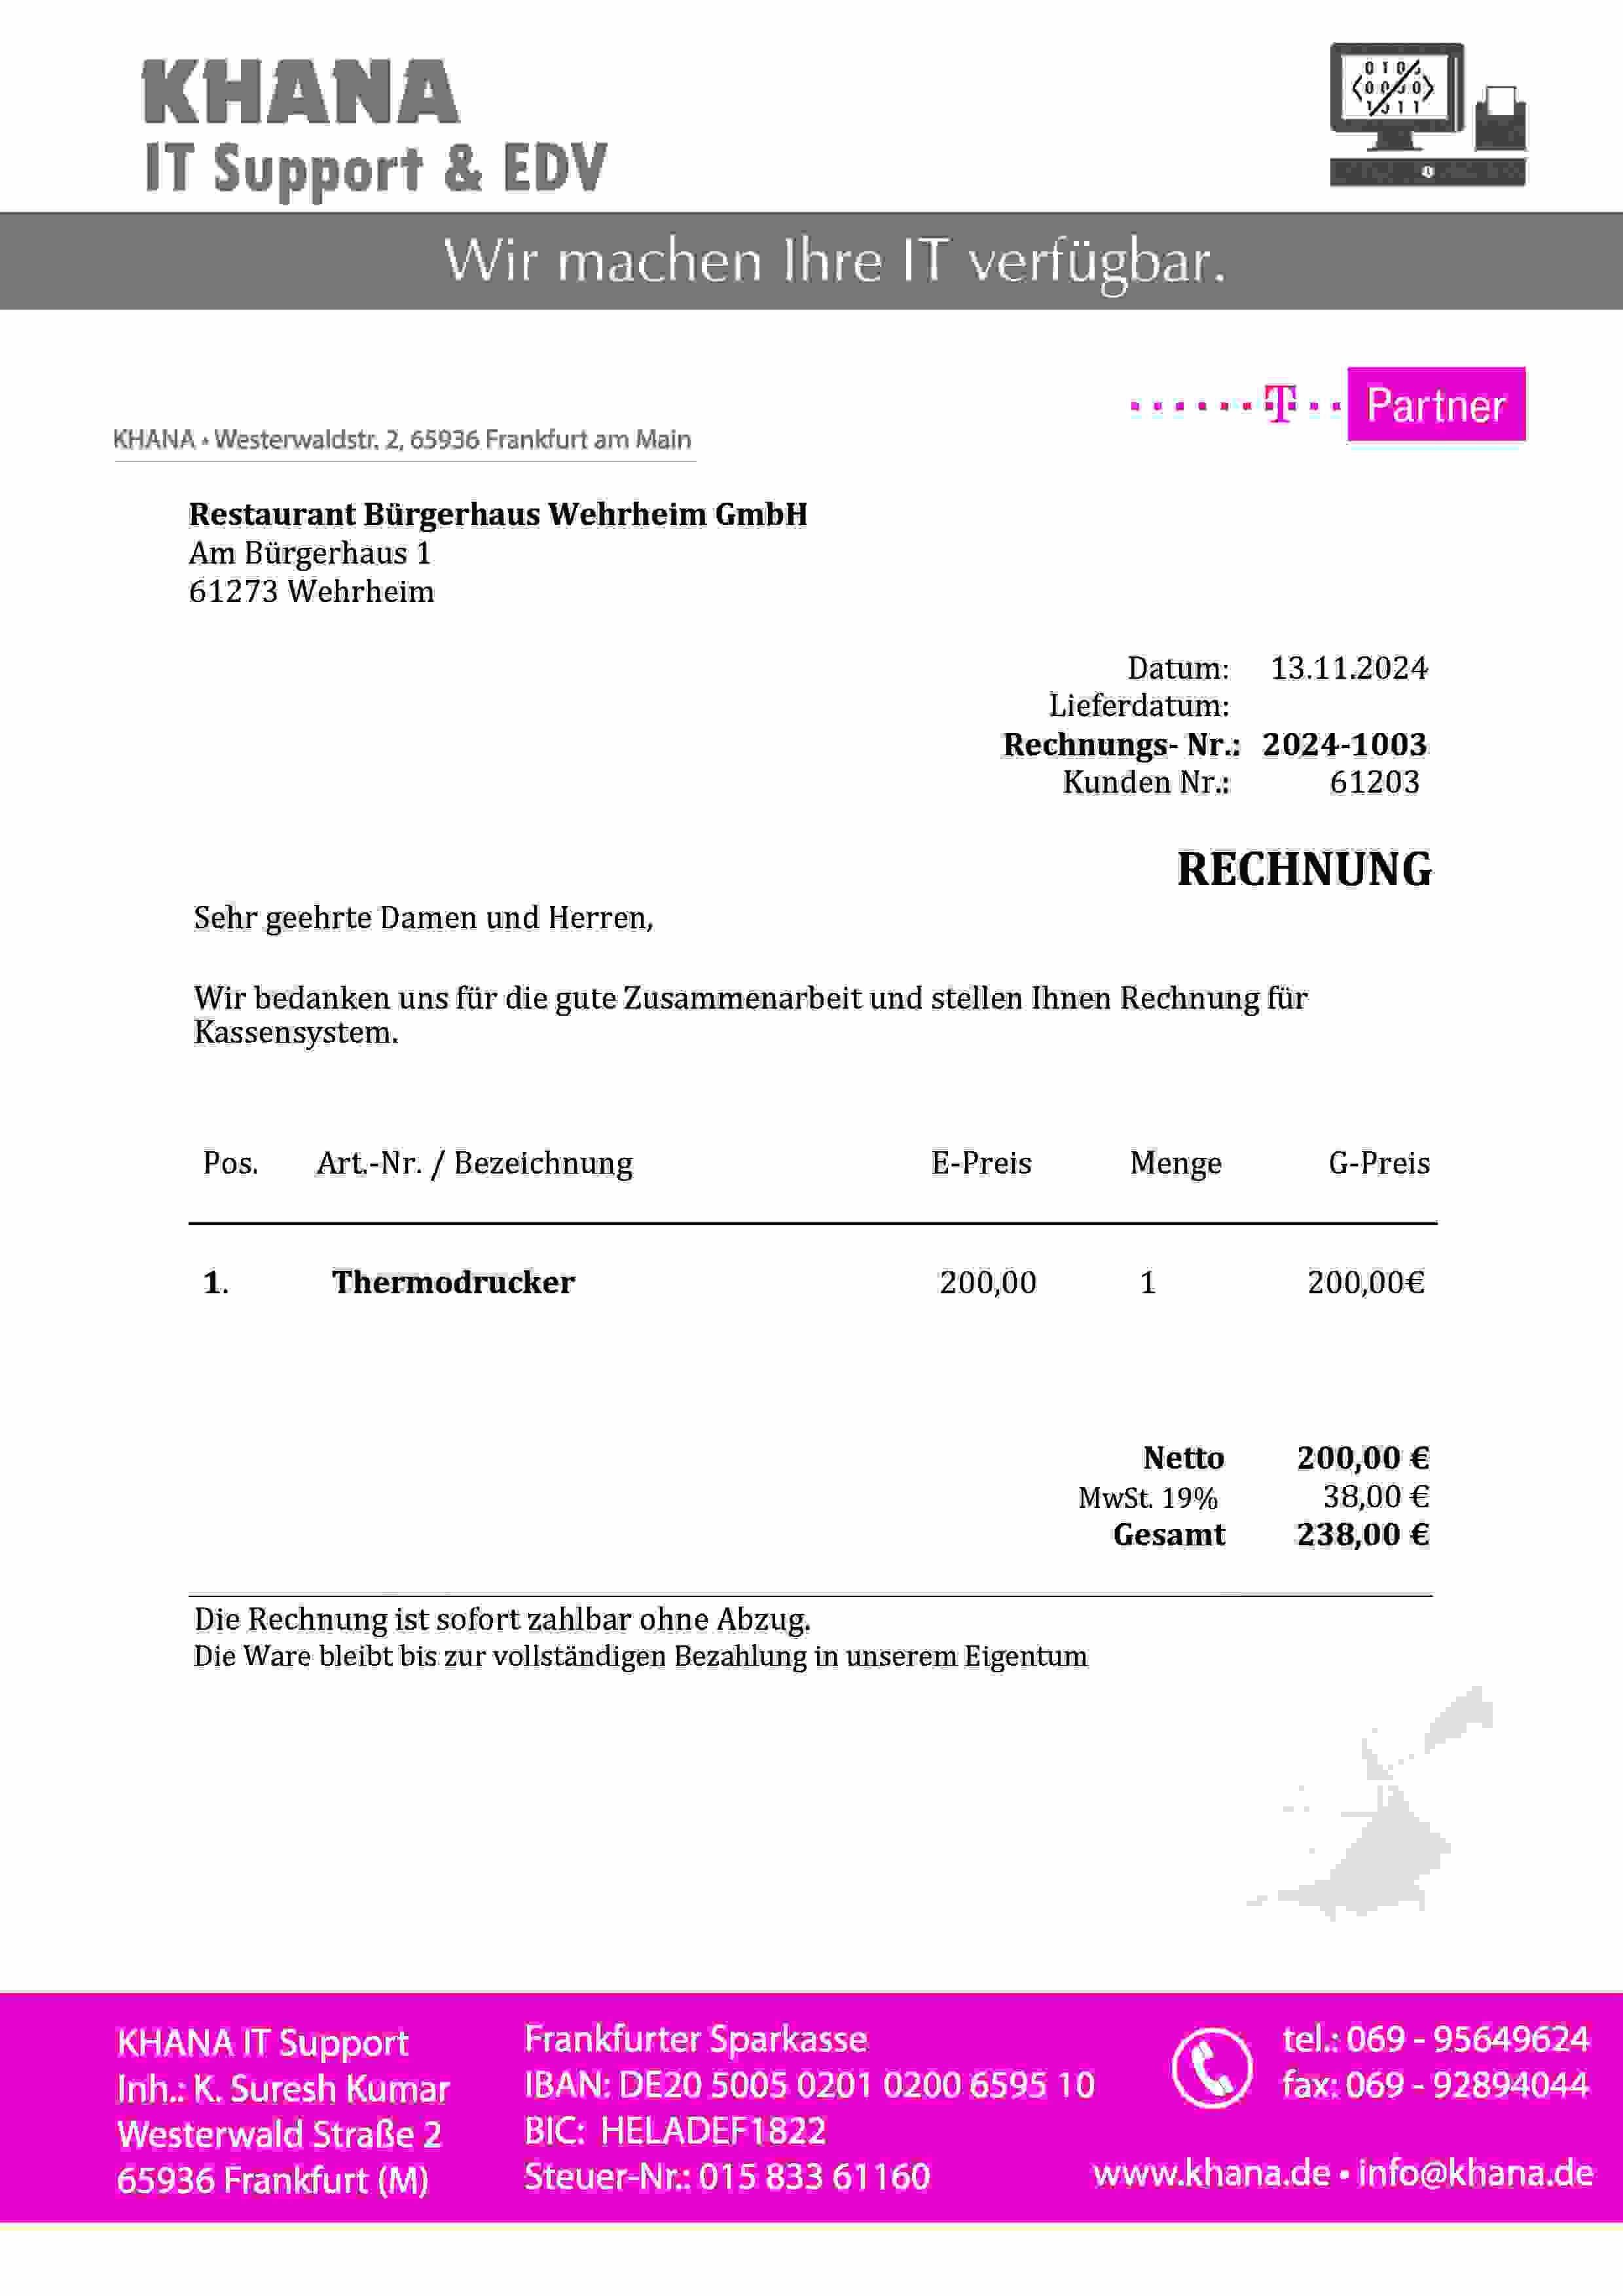 KHANA
IT Support & EDV
0 1 0
Wir machen Ihre IT verfügbar.
T Partner
KHANA • Westerwaldstr. 2, 65936 Frankfurt am Main
Restaurant Bürgerhaus Wehrheim GmbH
Am Bürgerhaus 1
61273 Wehrheim
Datum: 13.11.2024
Lieferdatum:
Rechnungs- Nr.: 2024-1003
Kunden Nr.: 61203
RECHNUNG
Sehr geehrte Damen und Herren,
Wir bedanken uns für die gute Zusammenarbeit und stellen Ihnen Rechnung für
Kassensystem.
Pos. Art.-Nr. / Bezeichnung E-Preis Menge G-Preis
1. Thermodrucker 200,00 1 200,00€
Netto 200,00 €
MwSt. 19% 38,00 €
Gesamt 238,00 €
Die Rechnung ist sofort zahlbar ohne Abzug.
Die Ware bleibt bis zur vollständigen Bezahlung in unserem Eigentum
KHANA IT Support
Inh.: K. Suresh Kumar
Westerwald Straße 2
65936 Frankfurt (M)
Frankfurter Sparkasse
IBAN: DE20 5005 0201 0200 6595 10
BIC: HELADEF1822
Steuer-Nr.: 015 833 61160
tel.: 069 - 95649624
fax: 069 - 92894044
www.khana.de • info@khana.de